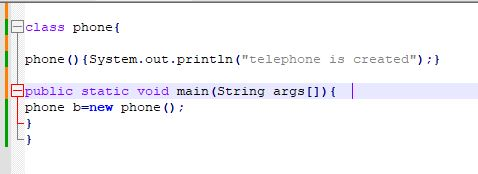 class phone{
phone(){System.out.println("telephone is created");}
public static void main(String args[]){
phone b=new phone();
}
}